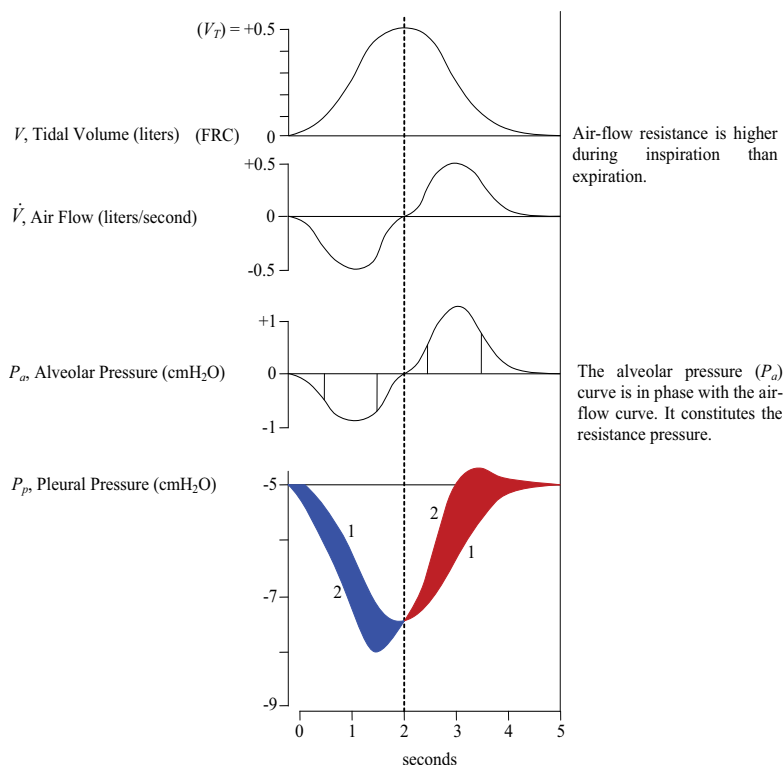 (V_T) = +0.5
V, Tidal Volume (liters) (FRC) 0
Air-flow resistance is higher
during inspiration than
expiration.
+0.5
V̇, Air Flow (liters/second)
0
-0.5
+1
P_a, Alveolar Pressure (cmH₂O)
0
-1
The alveolar pressure (P_a)
curve is in phase with the air-
flow curve. It constitutes the
resistance pressure.
P_p, Pleural Pressure (cmH₂O)
-5
1
2
2
1
-7
-9
0 1 2 3 4 5
seconds